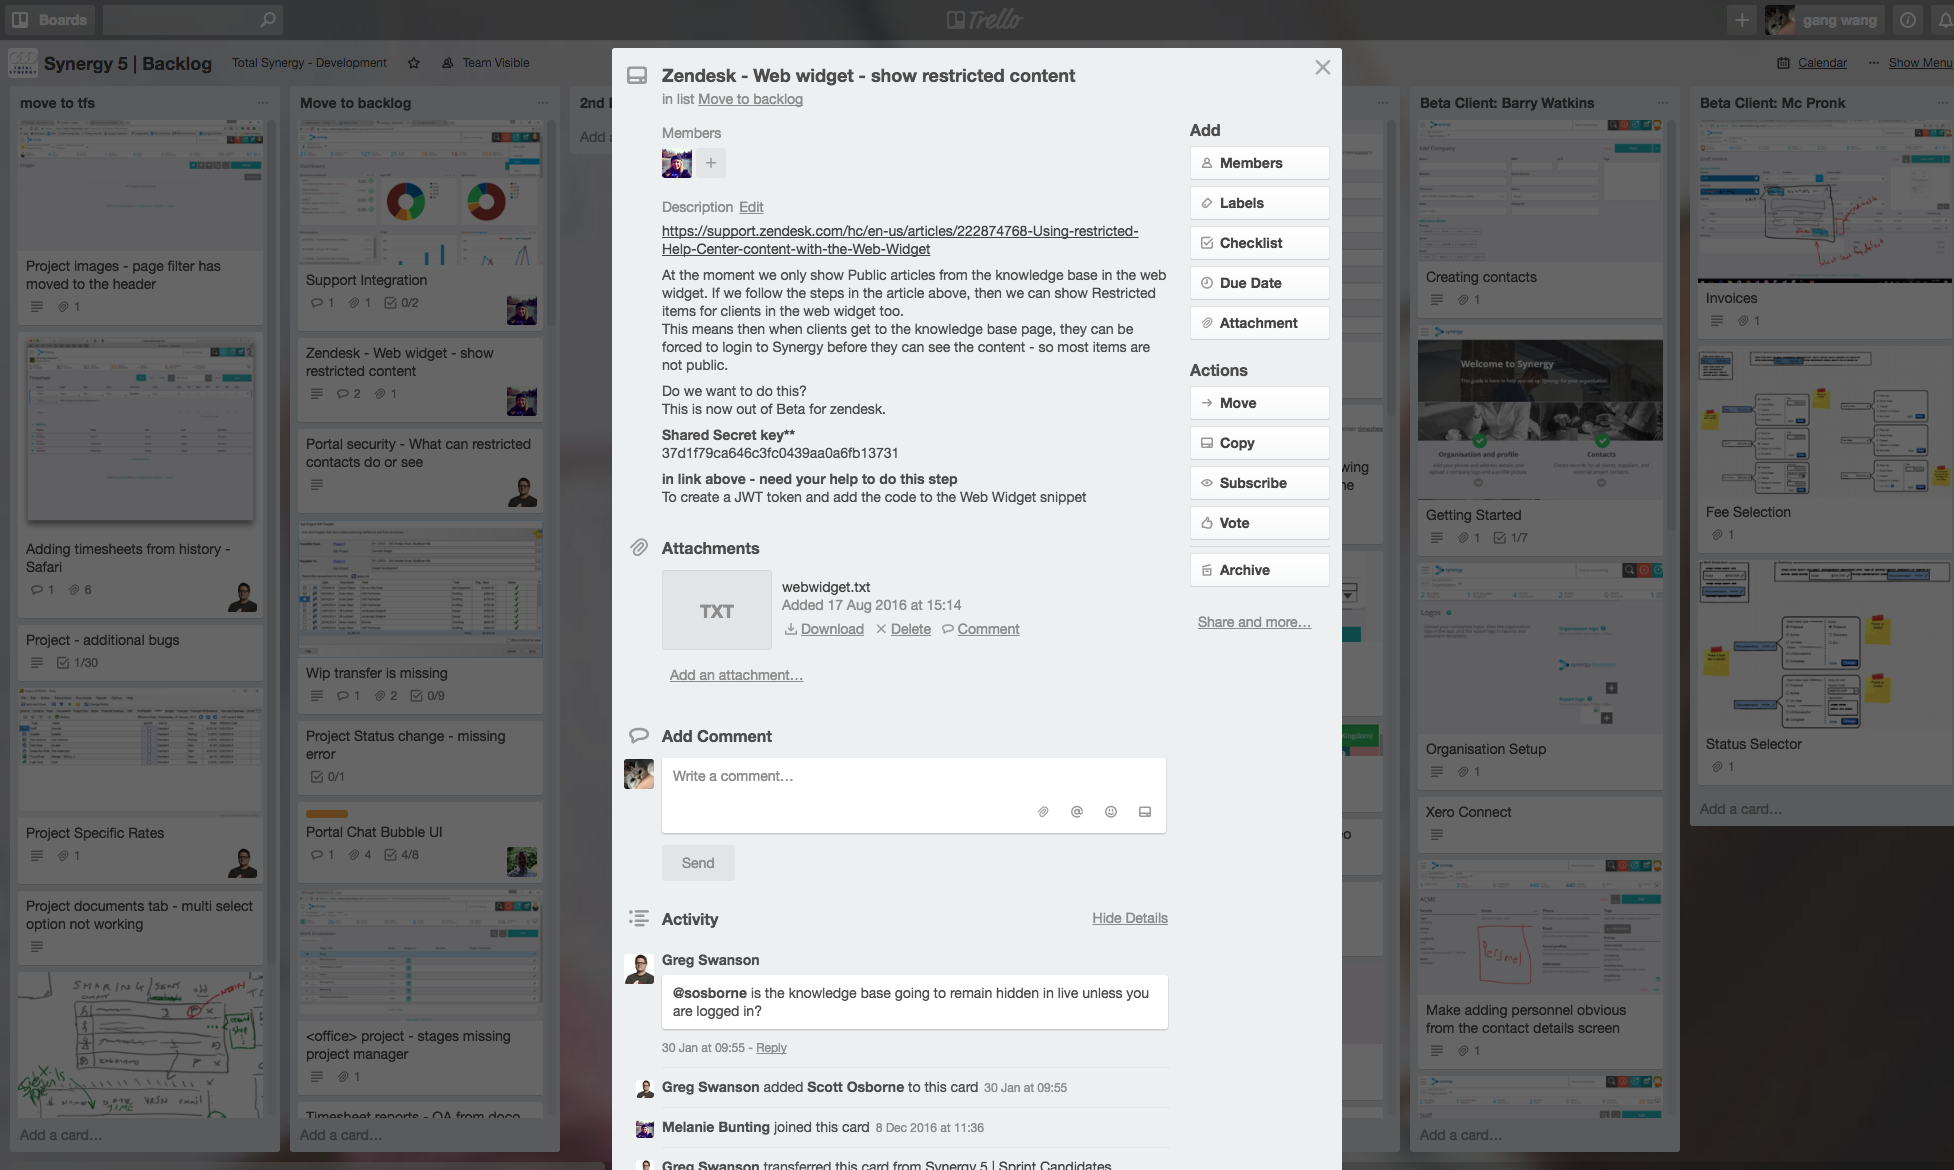 Boards
Trello
gang wang
Synergy 5 | Backlog
Total Synergy - Development
Team Visible
Calendar
Show Menu
move to tfs
Project images - page filter has
moved to the header
1
Adding timesheets from history -
Safari
1
6
Project - additional bugs
1/30
Project Specific Rates
1
Project documents tab - multi select
option not working
Add a card…
Move to backlog
Support Integration
1
1
0/2
Zendesk - Web widget - show
restricted content
2
1
Portal security - What can restricted
contacts do or see
Wip transfer is missing
1
2
0/9
Project Status change - missing
error
0/1
Portal Chat Bubble UI
1
4
4/8
<office> project - stages missing
project manager
1
Timesheet reports - QA from doco
Add a card…
Zendesk - Web widget - show restricted content
in list Move to backlog
Members
Description Edit
https://support.zendesk.com/hc/en-us/articles/222874768-Using-restricted-
Help-Center-content-with-the-Web-Widget
At the moment we only show Public articles from the knowledge base in the web
widget. If we follow the steps in the article above, then we can show Restricted
items for clients in the web widget too.
This means then when clients get to the knowledge base page, they can be
forced to login to Synergy before they can see the content - so most items are
not public.
Do we want to do this?
This is now out of Beta for zendesk.
Shared Secret key**
37d1f79ca646c3fc0439aa0a6fb13731
in link above - need your help to do this step
To create a JWT token and add the code to the Web Widget snippet
Attachments
TXT
webwidget.txt
Added 17 Aug 2016 at 15:14
Download
Delete
Comment
Add an attachment…
Add Comment
Write a comment…
Send
Activity
Hide Details
Greg Swanson
@sosborne is the knowledge base going to remain hidden in live unless you
are logged in?
30 Jan at 09:55 - Reply
Greg Swanson added Scott Osborne to this card 30 Jan at 09:55
Melanie Bunting joined this card 8 Dec 2016 at 11:36
Greg Swanson transferred this card from Synergy 5 | Sprint Candidates
Add
Members
Labels
Checklist
Due Date
Attachment
Actions
Move
Copy
Subscribe
Vote
Archive
Share and more…
Beta Client: Barry Watkins
Add Company
Creating contacts
1
Welcome to Synergy
Organisation and profile
Contacts
Getting Started
1
1/7
Logos
Organisation Setup
1
Xero Connect
ACME
Make adding personnel obvious
from the contact details screen
1
Add a card…
Beta Client: Mc Pronk
Invoices
1
Fee Selection
1
Status Selector
1
Add a card…